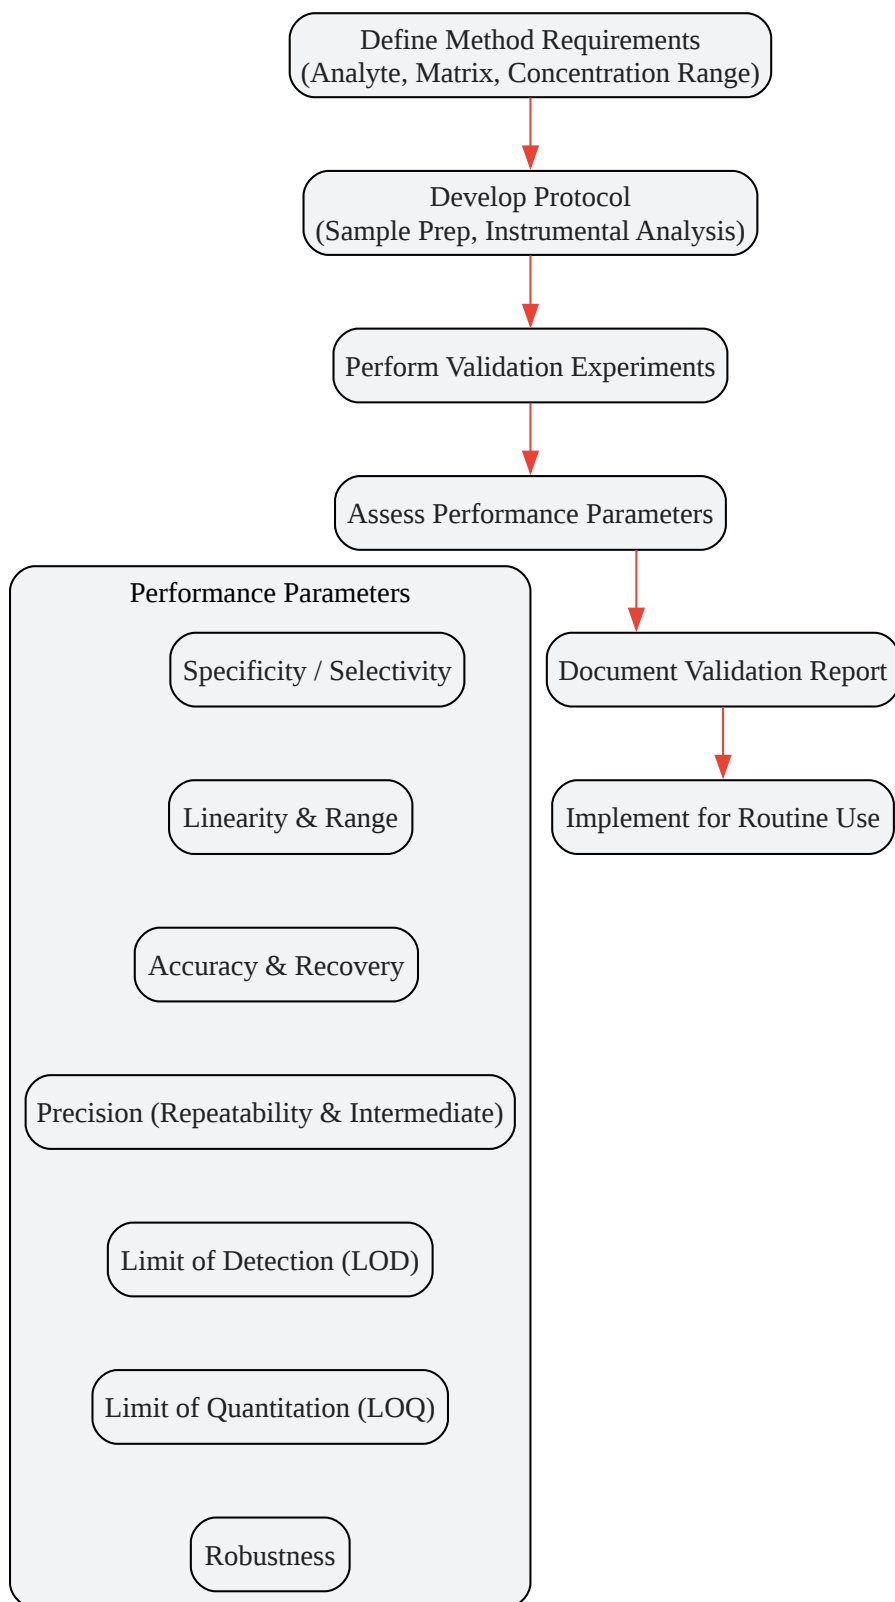 Define Method Requirements
(Analyte, Matrix, Concentration Range)
Develop Protocol
(Sample Prep, Instrumental Analysis)
Perform Validation Experiments
Assess Performance Parameters
Performance Parameters
Specificity / Selectivity
Document Validation Report
Linearity & Range
Implement for Routine Use
Accuracy & Recovery
Precision (Repeatability & Intermediate)
Limit of Detection (LOD)
Limit of Quantitation (LOQ)
Robustness